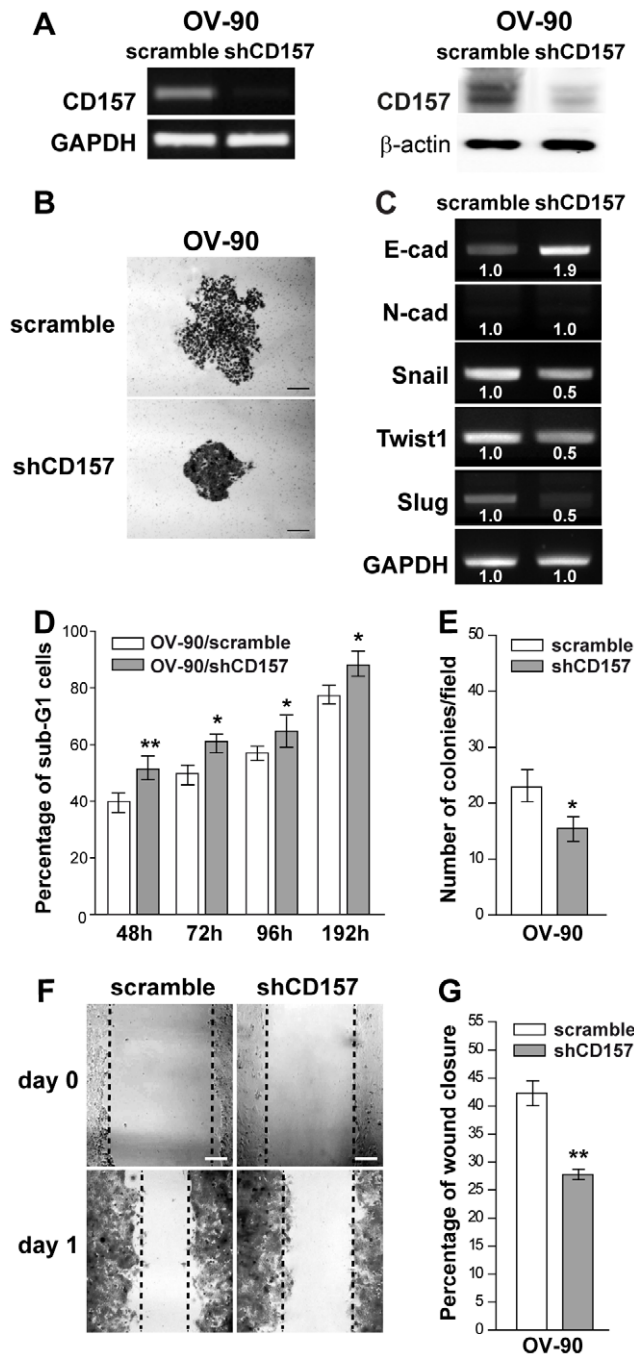 A
OV-90
scramble shCD157
CD157
GAPDH
OV-90
scramble shCD157
CD157
β-actin
B
OV-90
scramble
shCD157
C
scramble shCD157
E-cad
1.0 1.9
N-cad
1.0 1.0
Snail
1.0 0.5
Twist1
1.0 0.5
Slug
1.0 0.5
GAPDH
1.0 1.0
D
Percentage of sub-G1 cells
100
80
60
40
20
0
OV-90/scramble
OV-90/shCD157
** * * *
48h 72h 96h 192h
E
Number of colonies/field
50
40
30
20
10
0
scramble
shCD157
*
OV-90
F
scramble shCD157
day 0
day 1
G
Percentage of wound closure
55
50
45
40
35
30
25
20
15
10
5
0
scramble
shCD157
**
OV-90